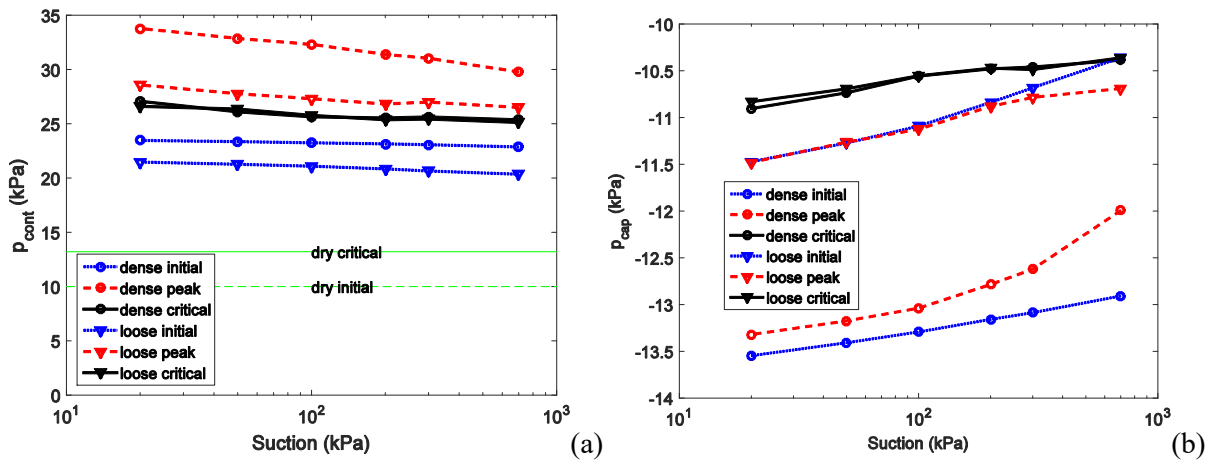 35
30
25
20
15
10
5
0
p_cont (kPa)
dry critical
dry initial
dense initial
dense peak
dense critical
loose initial
loose peak
loose critical
10^1 10^2 10^3
Suction (kPa)
(a)
-10
-10.5
-11
-11.5
-12
-12.5
-13
-13.5
-14
p_cap (kPa)
dense initial
dense peak
dense critical
loose initial
loose peak
loose critical
10^1 10^2 10^3
Suction (kPa)
(b)